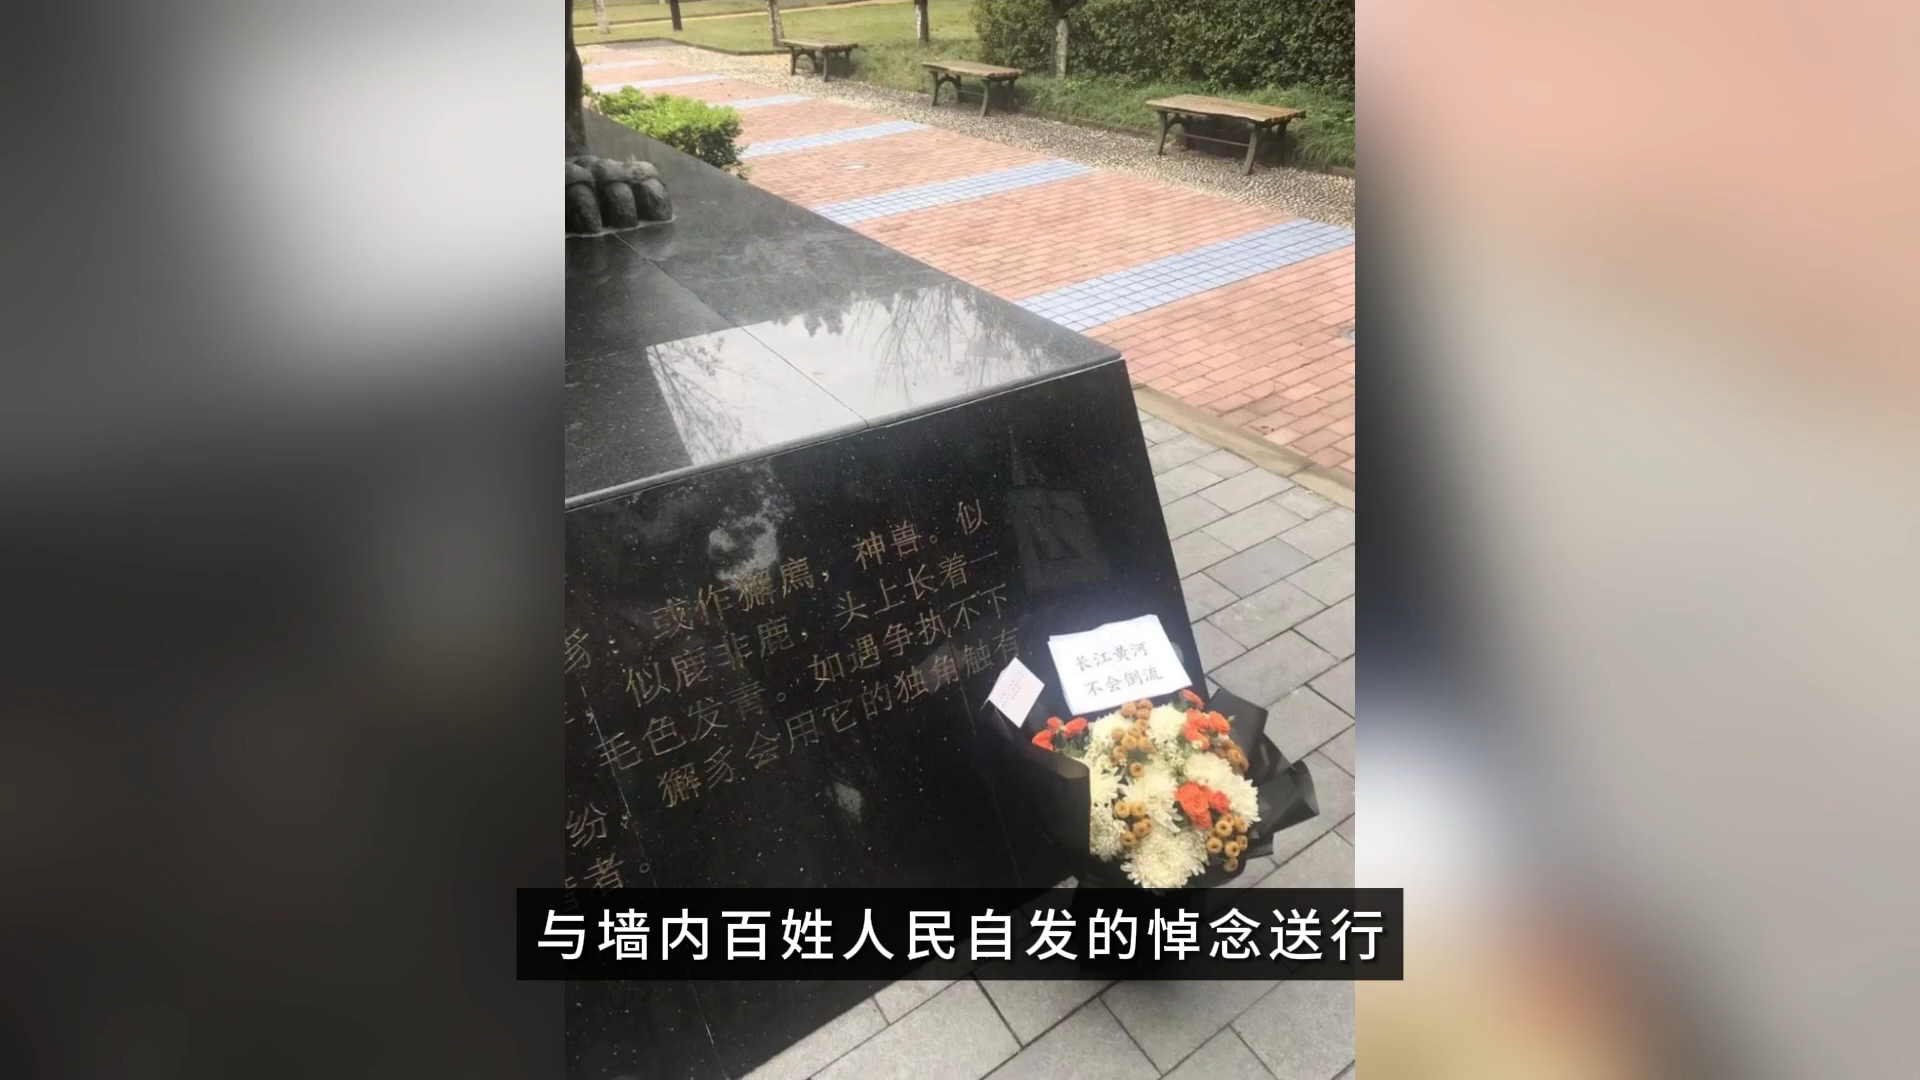 豸，或作獬廌，神兽。似
似鹿非鹿，头上长着一
毛色发青。如遇争执不下
纷，獬豸会用它的独角触有
者。
长江黄河
不会倒流
与墙内百姓人民自发的悼念送行